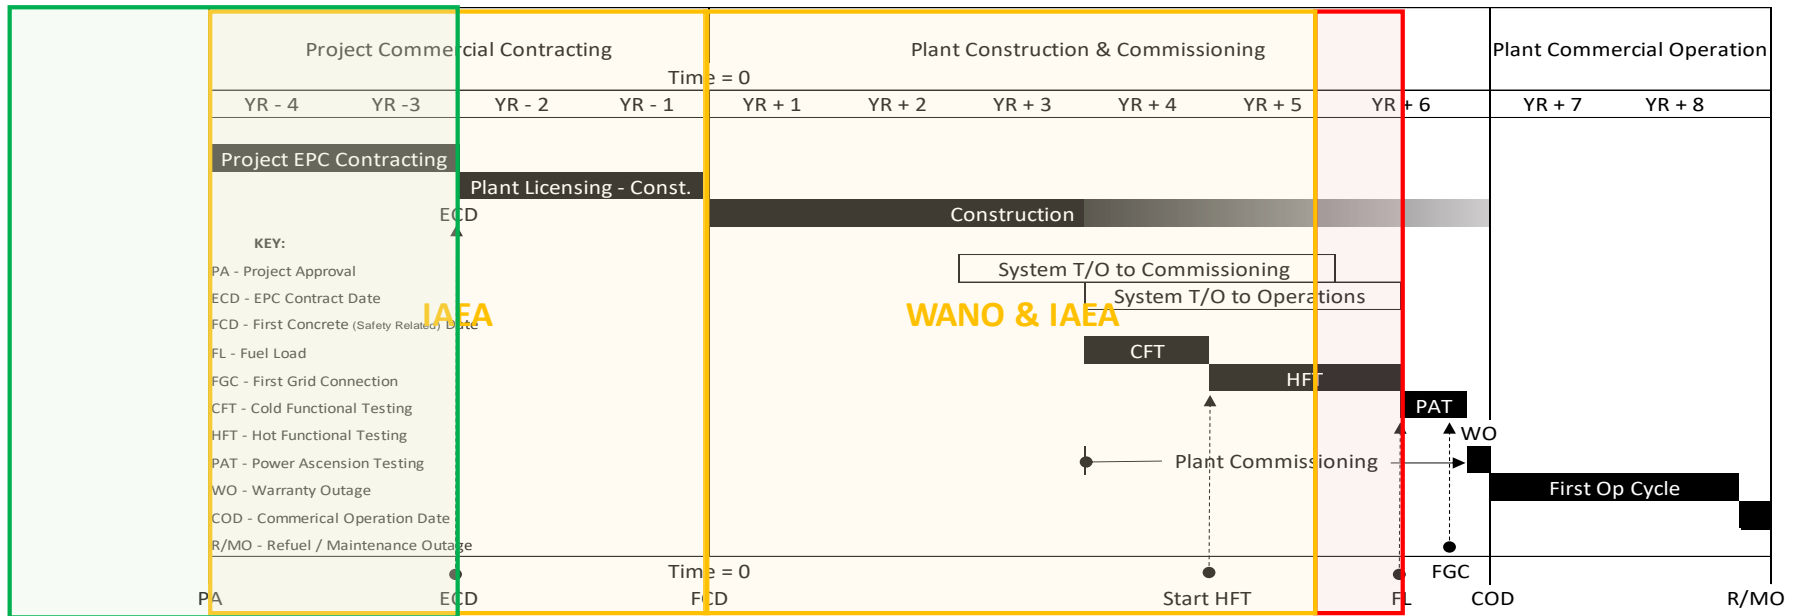 Project Commercial Contracting
Plant Construction & Commissioning
Plant Commercial Operation
Time = 0
YR - 4
YR -3
YR - 2
YR - 1
YR + 1
YR + 2
YR + 3
YR + 4
YR + 5
YR + 6
YR + 7
YR + 8
Project EPC Contracting
Plant Licensing - Const.
ECD
Construction
KEY:
PA - Project Approval
ECD - EPC Contract Date
FCD - First Concrete (Safety Related) Date
FL - Fuel Load
FGC - First Grid Connection
CFT - Cold Functional Testing
HFT - Hot Functional Testing
PAT - Power Ascension Testing
WO - Warranty Outage
COD - Commerical Operation Date
R/MO - Refuel / Maintenance Outage
IAEA
WANO & IAEA
System T/O to Commissioning
System T/O to Operations
CFT
HFT
PAT
WO
Plant Commissioning
First Op Cycle
Time = 0
FGC
PA
ECD
FCD
Start HFT
FL
COD
R/MO